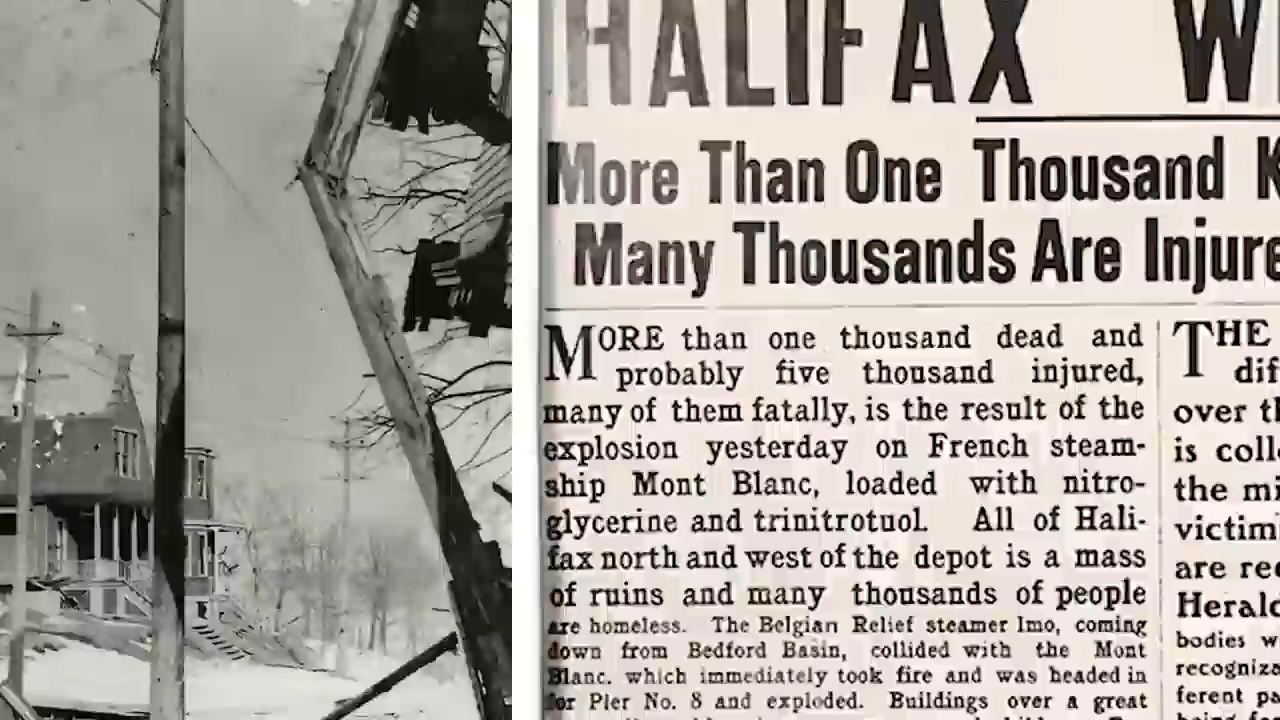 HALIFAX W
More Than One Thousand K
Many Thousands Are Injure
MORE than one thousand dead and
probably five thousand injured,
many of them fatally, is the result of the
explosion yesterday on French steam-
ship Mont Blanc, loaded with nitro-
glycerine and trinitrotuol. All of Hali-
fax north and west of the depot is a mass
of ruins and many thousands of people
are homeless. The Belgian Relief steamer Imo, coming
down from Bedford Basin, collided with the Mont
Blanc. which immediately took fire and was headed in
for Pier No. 8 and exploded. Buildings over a great
THE
dif
over th
is coll
the mi
victim
are rec
Herald
bodies w
recogniza
ferent pa